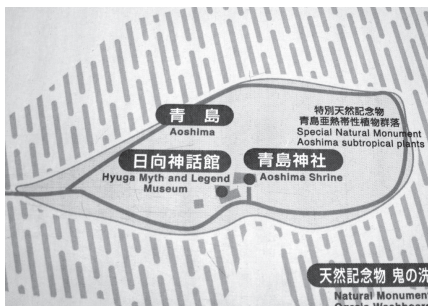 青島
Aoshima
特別天然記念物
青島亜熱帯性植物群落
Special Natural Monument
Aoshima subtropical plants
日向神話館
Hyuga Myth and Legend
Museum
青島神社
Aoshima Shrine
天然記念物 鬼の洗
Natural Monument